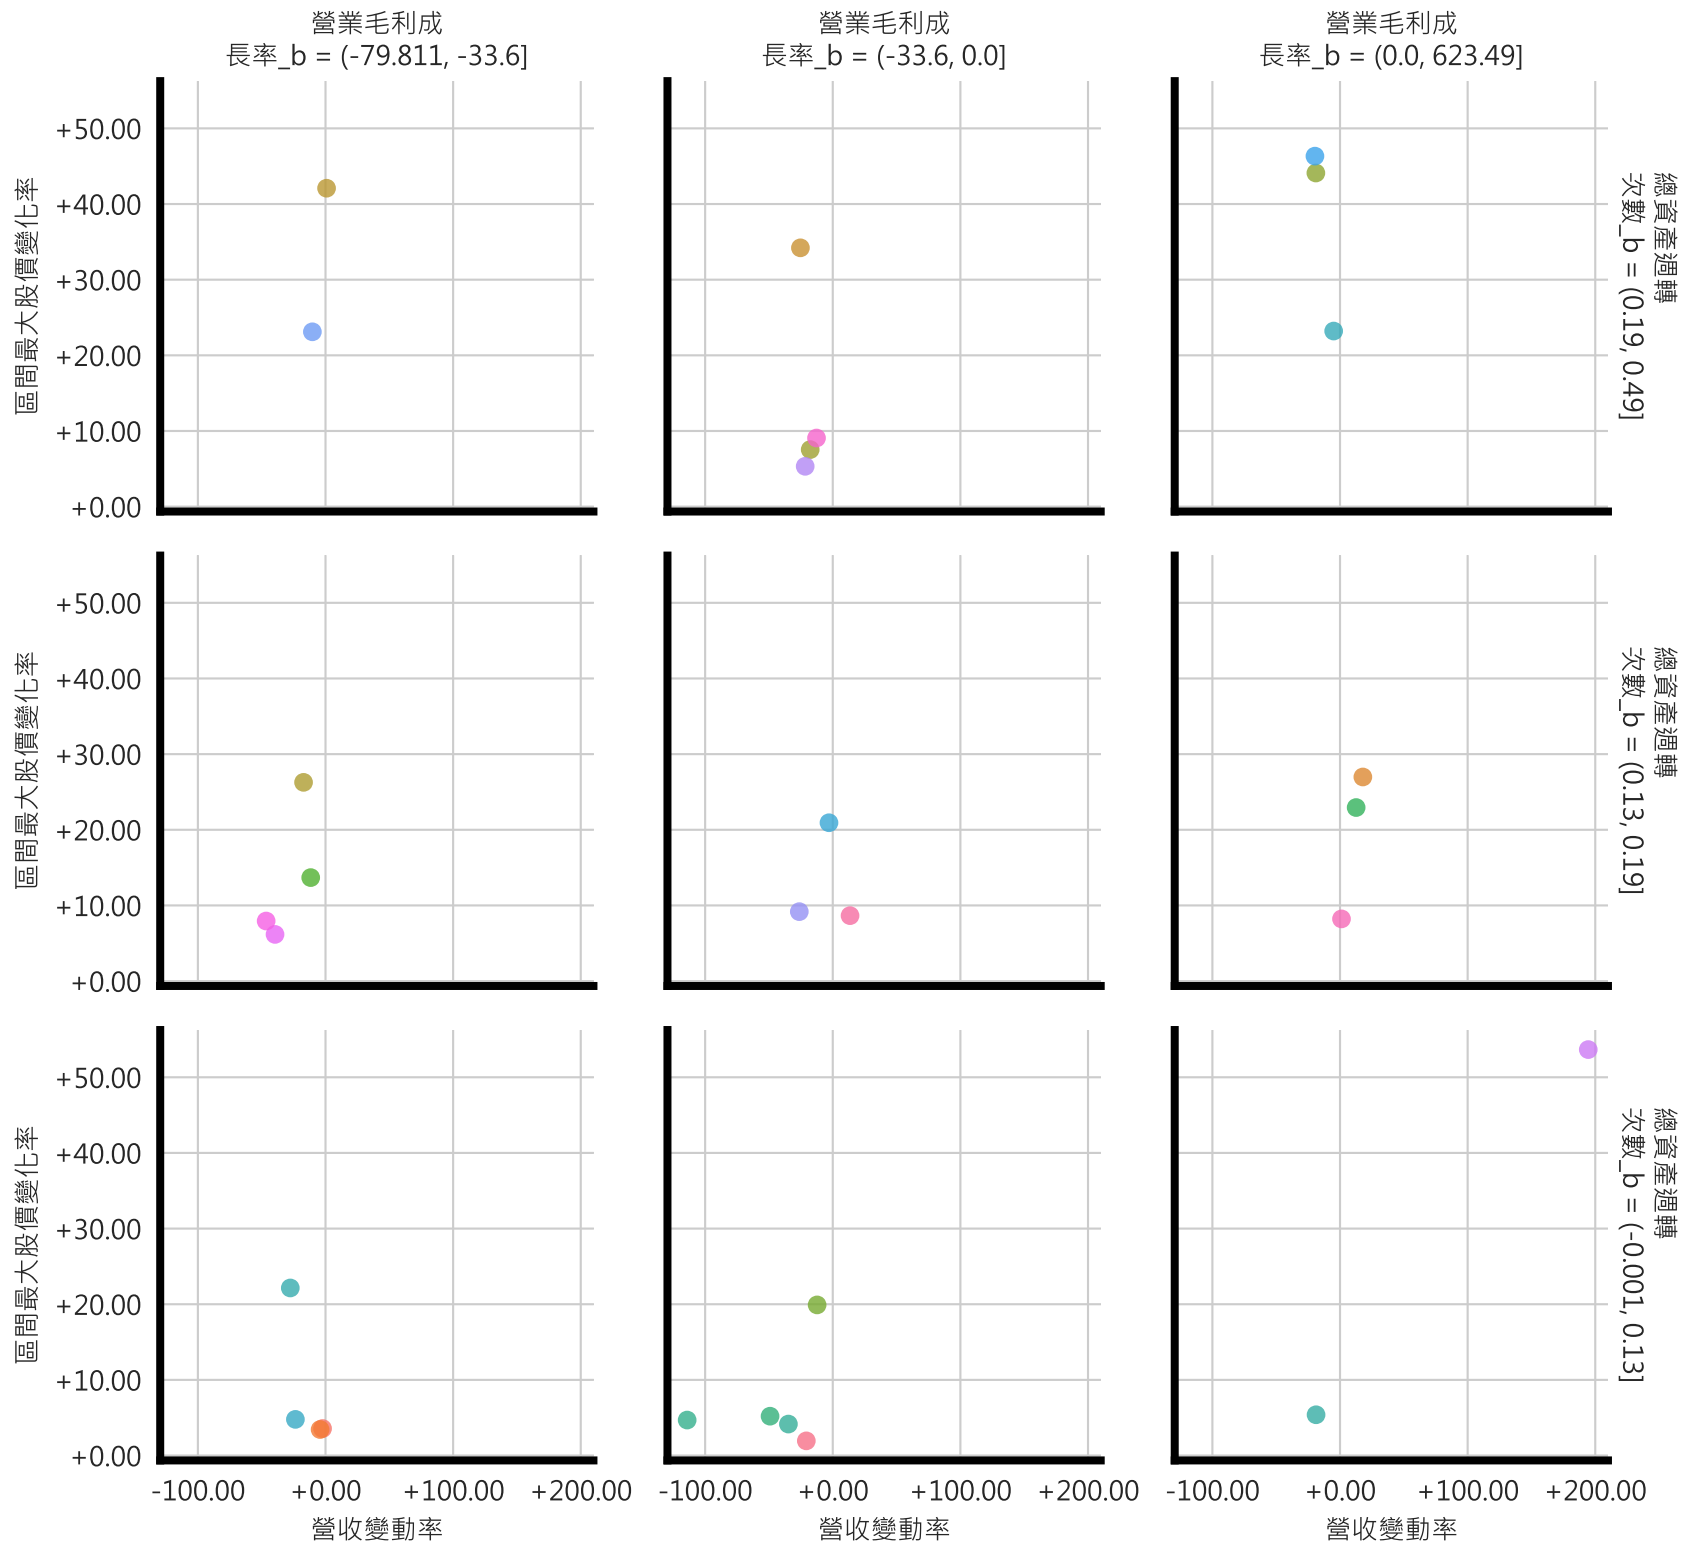 營業毛利成
長率_b = (-79.811, -33.6]
營業毛利成
長率_b = (-33.6, 0.0]
營業毛利成
長率_b = (0.0, 623.49]
區間最大股價變化率
+50.00
+40.00
+30.00
+20.00
+10.00
+0.00
總資產週轉
次數_b = (0.19, 0.49]
區間最大股價變化率
+50.00
+40.00
+30.00
+20.00
+10.00
+0.00
總資產週轉
次數_b = (0.13, 0.19]
區間最大股價變化率
+50.00
+40.00
+30.00
+20.00
+10.00
+0.00
總資產週轉
次數_b = (-0.001, 0.13]
-100.00 +0.00 +100.00 +200.00
-100.00 +0.00 +100.00 +200.00
-100.00 +0.00 +100.00 +200.00
營收變動率
營收變動率
營收變動率